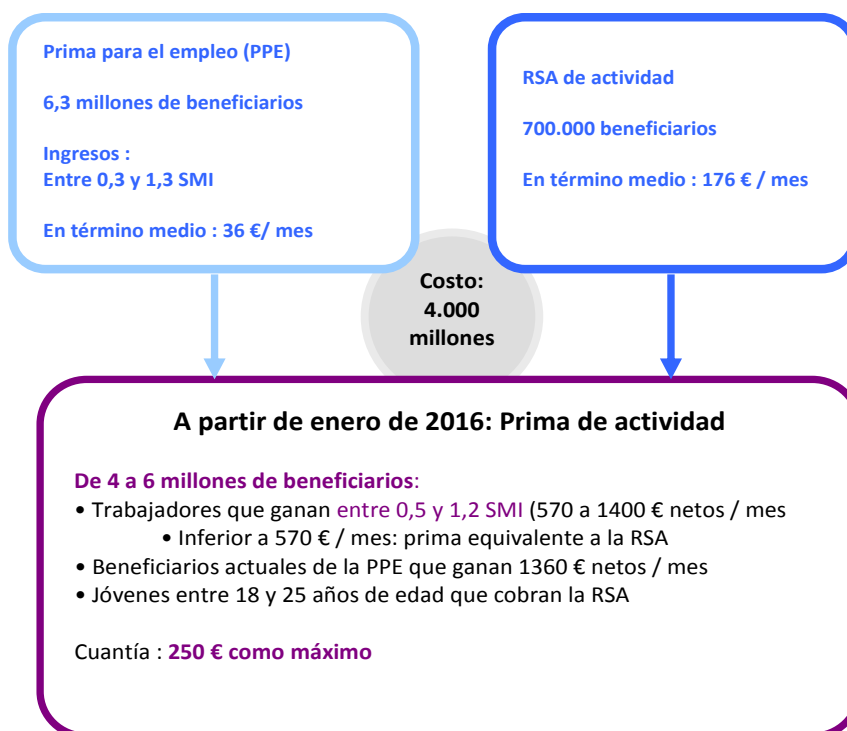 Prima para el empleo (PPE)
6,3 millones de beneficiarios
Ingresos :
Entre 0,3 y 1,3 SMI
En término medio : 36 €/ mes
RSA de actividad
700.000 beneficiarios
En término medio : 176 € / mes
Costo:
4.000
millones
A partir de enero de 2016: Prima de actividad
De 4 a 6 millones de beneficiarios:
• Trabajadores que ganan entre 0,5 y 1,2 SMI (570 a 1400 € netos / mes
• Inferior a 570 € / mes: prima equivalente a la RSA
• Beneficiarios actuales de la PPE que ganan 1360 € netos / mes
• Jóvenes entre 18 y 25 años de edad que cobran la RSA
Cuantía : 250 € como máximo